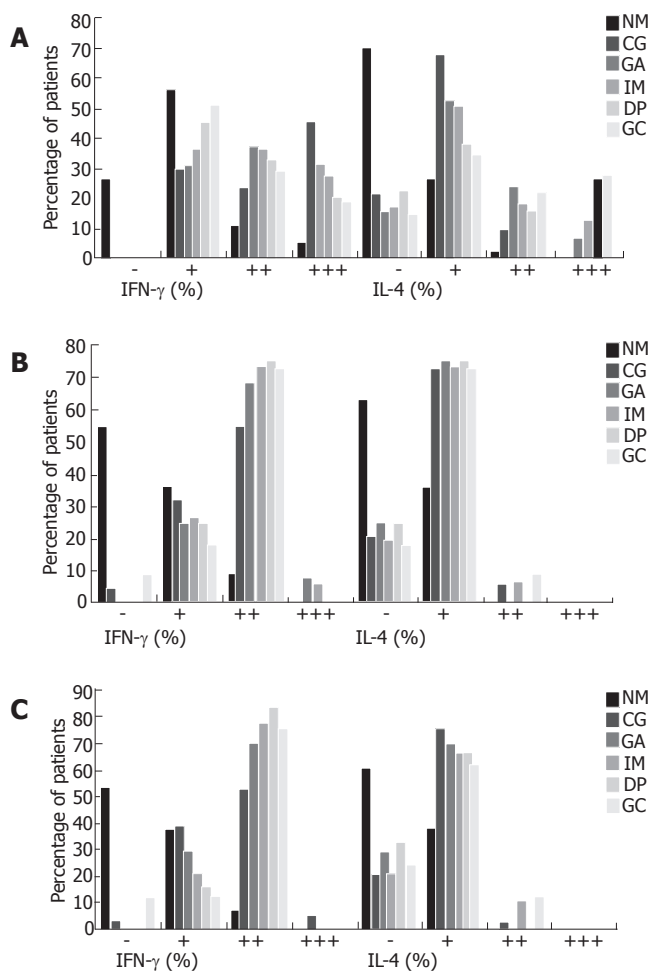 A
Percentage of patients
80
70
60
50
40
30
20
10
0
- + ++ +++ - + ++ +++
IFN-γ (%) IL-4 (%)
NM
CG
GA
IM
DP
GC
B
Percentage of patients
80
70
60
50
40
30
20
10
0
- + ++ +++ - + ++ +++
IFN-γ (%) IL-4 (%)
NM
CG
GA
IM
DP
GC
C
Percentage of patients
90
80
70
60
50
40
30
20
10
0
- + ++ +++ - + ++ +++
IFN-γ (%) IL-4 (%)
NM
CG
GA
IM
DP
GC